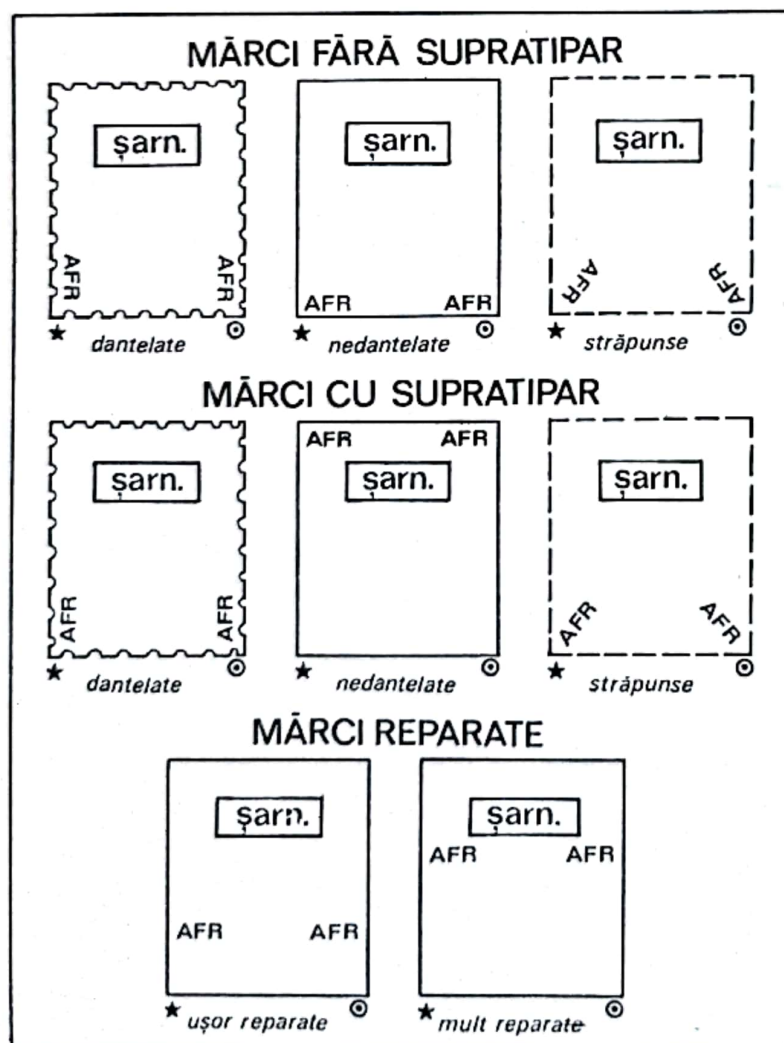 MĂRCI FĂRĂ SUPRATIPAR
șarn. șarn. șarn.
AFR AFR AFR AFR AFR AFR
★ dantelate ⊙ ★ nedantelate ⊙ ★ străpunse ⊙
MĂRCI CU SUPRATIPAR
AFR AFR
șarn. șarn. șarn.
AFR AFR AFR AFR
★ dantelate ⊙ ★ nedantelate ⊙ ★ străpunse ⊙
MĂRCI REPARATE
șarn. șarn.
AFR AFR
AFR AFR
★ ușor reparate ⊙ ★ mult reparate ⊙